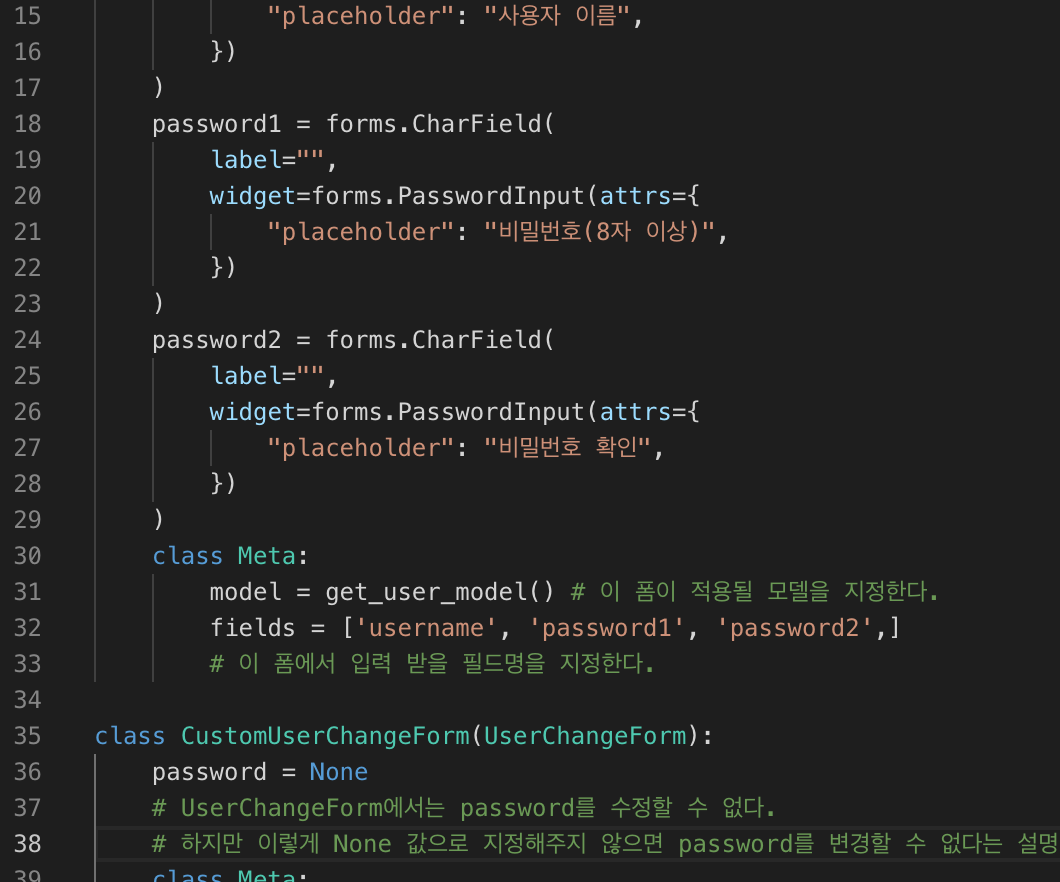 15 "placeholder": "사용자 이름",
16 })
17 )
18 password1 = forms.CharField(
19 label="",
20 widget=forms.PasswordInput(attrs={
21 "placeholder": "비밀번호(8자 이상)",
22 })
23 )
24 password2 = forms.CharField(
25 label="",
26 widget=forms.PasswordInput(attrs={
27 "placeholder": "비밀번호 확인",
28 })
29 )
30 class Meta:
31 model = get_user_model() # 이 폼이 적용될 모델을 지정한다.
32 fields = ['username', 'password1', 'password2',]
33 # 이 폼에서 입력 받을 필드명을 지정한다.
34
35 class CustomUserChangeForm(UserChangeForm):
36 password = None
37 # UserChangeForm에서는 password를 수정할 수 없다.
38 # 하지만 이렇게 None 값으로 지정해주지 않으면 password를 변경할 수 없다는 설명
39 class Meta: